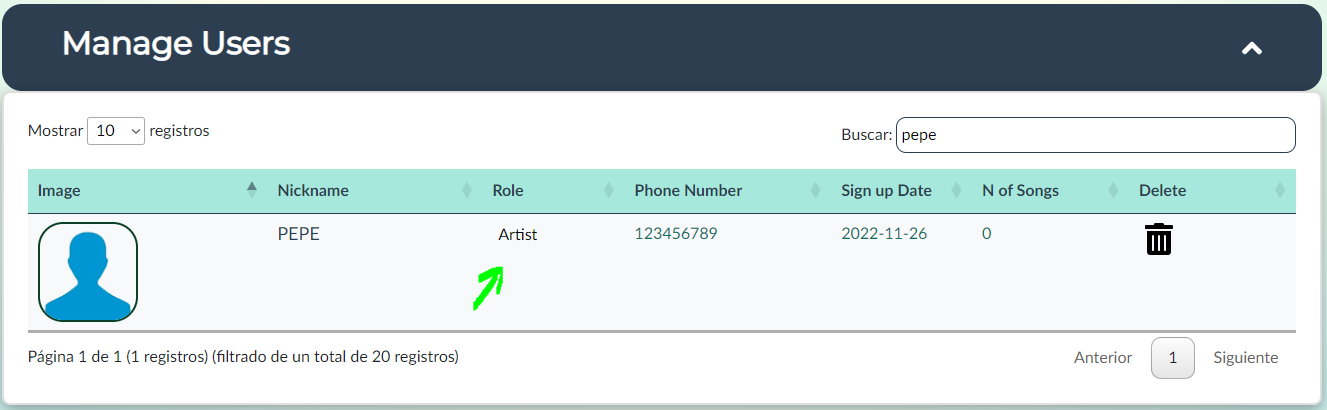 Manage Users
Mostrar 10 registros
Buscar: pepe
Image Nickname Role Phone Number Sign up Date N of Songs Delete
PEPE Artist 123456789 2022-11-26 0
Página 1 de 1 (1 registros) (filtrado de un total de 20 registros)
Anterior 1 Siguiente